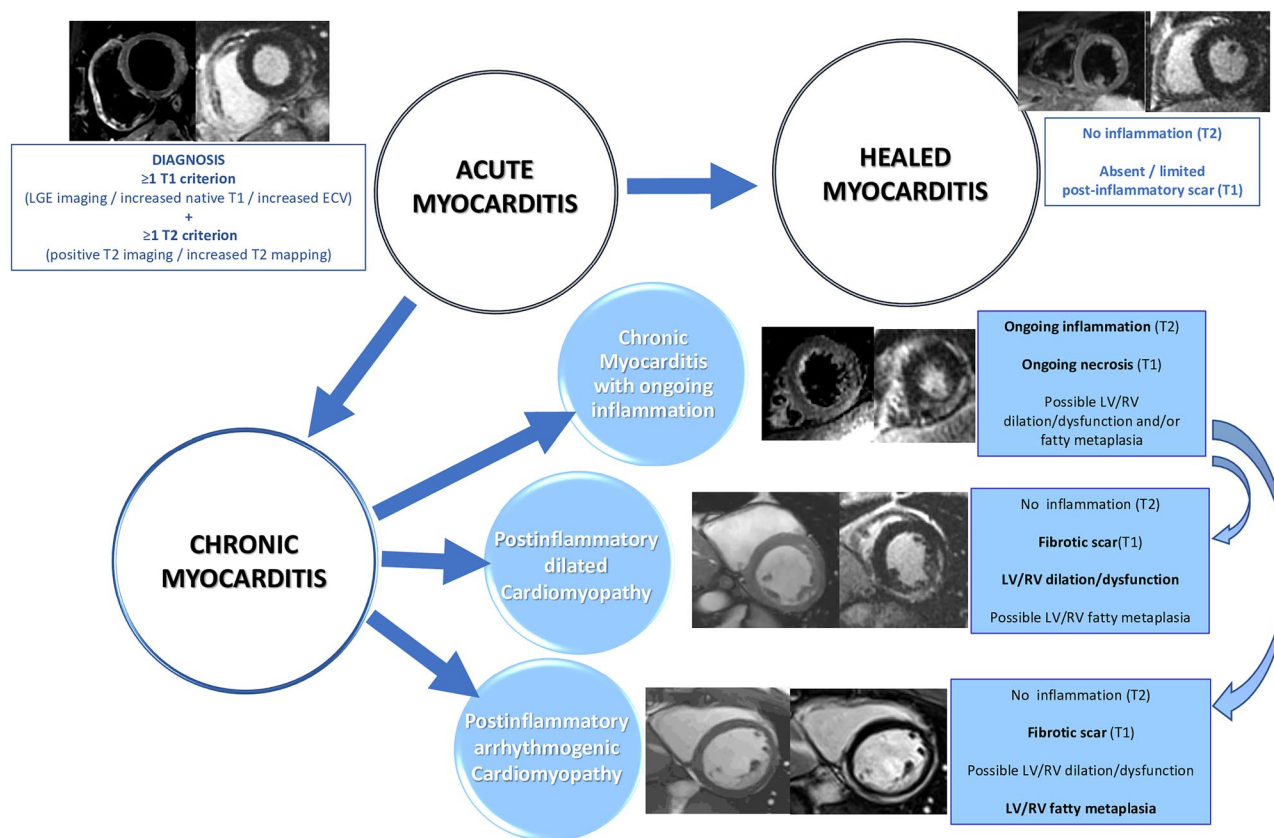 DIAGNOSIS
≥1 T1 criterion
(LGE imaging / increased native T1 / increased ECV)
+
≥1 T2 criterion
(positive T2 imaging / increased T2 mapping)
ACUTE
MYOCARDITIS
HEALED
MYOCARDITIS
No inflammation (T2)
Absent / limited
post-inflammatory scar (T1)
CHRONIC
MYOCARDITIS
Chronic
Myocarditis
with ongoing
inflammation
Ongoing inflammation (T2)
Ongoing necrosis (T1)
Possible LV/RV
dilation/dysfunction and/or
fatty metaplasia
Postinflammatory
dilated
Cardiomyopathy
No inflammation (T2)
Fibrotic scar(T1)
LV/RV dilation/dysfunction
Possible LV/RV fatty metaplasia
Postinflammatory
arrhythmogenic
Cardiomyopathy
No inflammation (T2)
Fibrotic scar (T1)
Possible LV/RV dilation/dysfunction
LV/RV fatty metaplasia